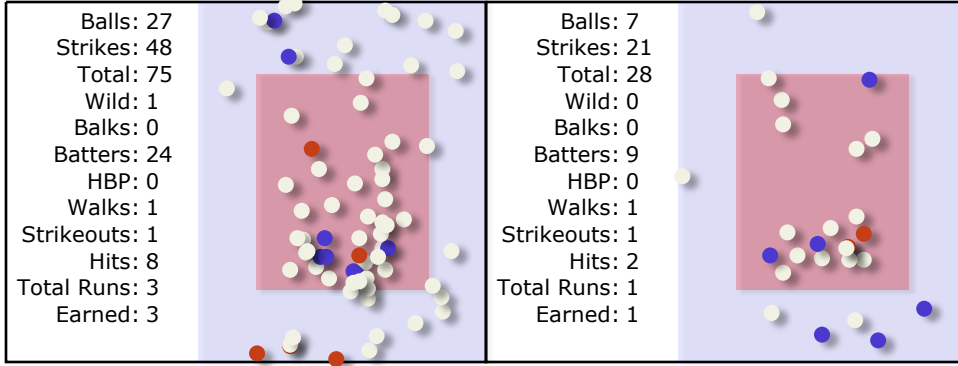 Balls: 27
Strikes: 48
Total: 75
Wild: 1
Balks: 0
Batters: 24
HBP: 0
Walks: 1
Strikeouts: 1
Hits: 8
Total Runs: 3
Earned: 3
Balls: 7
Strikes: 21
Total: 28
Wild: 0
Balks: 0
Batters: 9
HBP: 0
Walks: 1
Strikeouts: 1
Hits: 2
Total Runs: 1
Earned: 1